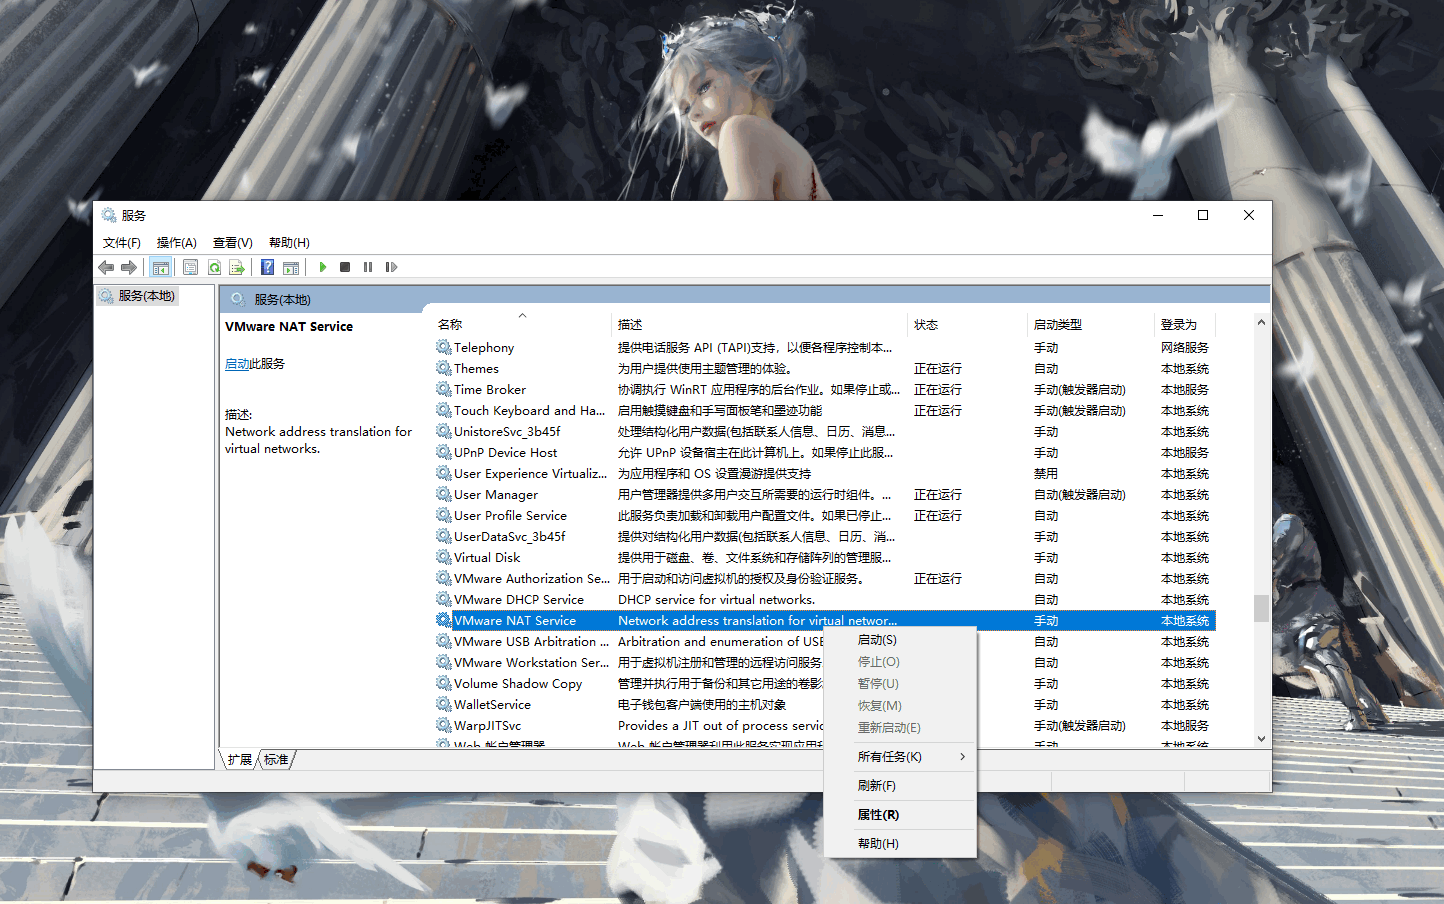 服务
文件(F) 操作(A) 查看(V) 帮助(H)
服务(本地)
服务(本地)
VMware NAT Service
启动此服务
描述:
Network address translation for
virtual networks.
名称 描述 状态 启动类型 登录为
Telephony 提供电话服务 API (TAPI)支持，以便各程序控制本... 手动 网络服务
Themes 为用户提供使用主题管理的体验。 正在运行 自动 本地系统
Time Broker 协调执行 WinRT 应用程序的后台作业。如果停止或... 正在运行 手动(触发器启动) 本地服务
Touch Keyboard and Ha... 启用触摸键盘和手写面板笔和墨迹功能 正在运行 手动(触发器启动) 本地系统
UnistoreSvc_3b45f 处理结构化用户数据(包括联系人信息、日历、消息... 手动 本地系统
UPnP Device Host 允许 UPnP 设备宿主在此计算机上。如果停止此服... 手动 本地服务
User Experience Virtualiz... 为应用程序和 OS 设置漫游提供支持 禁用 本地系统
User Manager 用户管理器提供多用户交互所需要的运行时组件。... 正在运行 自动(触发器启动) 本地系统
User Profile Service 此服务负责加载和卸载用户配置文件。如果已停止... 正在运行 自动 本地系统
UserDataSvc_3b45f 提供对结构化用户数据(包括联系人信息、日历、消... 手动 本地系统
Virtual Disk 提供用于磁盘、卷、文件系统和存储阵列的管理服... 手动 本地系统
VMware Authorization Se... 用于启动和访问虚拟机的授权及身份验证服务。 正在运行 自动 本地系统
VMware DHCP Service DHCP service for virtual networks. 自动 本地系统
VMware NAT Service Network address translation for virtual networ... 手动 本地系统
VMware USB Arbitration ... Arbitration and enumeration of USB 自动 本地系统
VMware Workstation Ser... 用于虚拟机注册和管理的远程访问服务 自动 本地系统
Volume Shadow Copy 管理并执行用于备份和其它用途的卷影 手动 本地系统
WalletService 电子钱包客户端使用的主机对象 手动 本地系统
WarpJITSvc Provides a JIT out of process servic 手动(触发器启动) 本地服务
Web 帐户管理器 Web 帐户管理器利用此服务实现应用程 手动 本地系统
启动(S)
停止(O)
暂停(U)
恢复(M)
重新启动(E)
所有任务(K)
刷新(F)
属性(R)
帮助(H)
扩展 标准